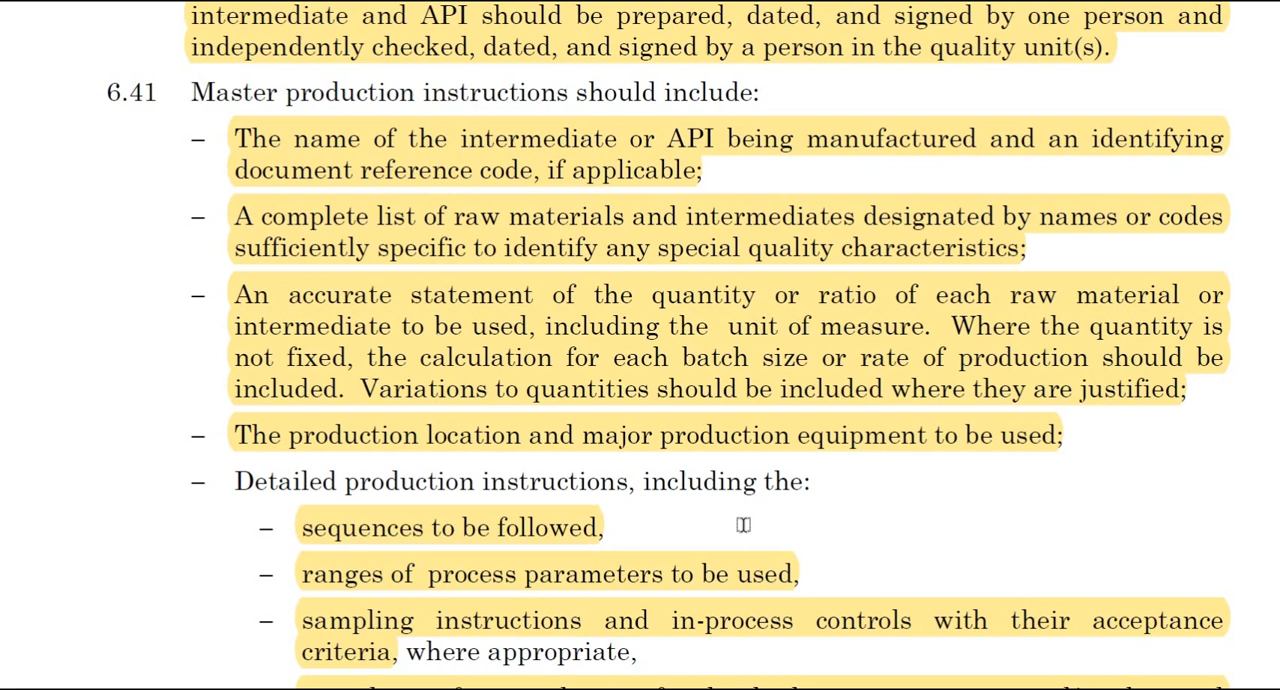 intermediate and API should be prepared, dated, and signed by one person and
independently checked, dated, and signed by a person in the quality unit(s).
6.41 Master production instructions should include:
– The name of the intermediate or API being manufactured and an identifying
document reference code, if applicable;
– A complete list of raw materials and intermediates designated by names or codes
sufficiently specific to identify any special quality characteristics;
– An accurate statement of the quantity or ratio of each raw material or
intermediate to be used, including the unit of measure. Where the quantity is
not fixed, the calculation for each batch size or rate of production should be
included. Variations to quantities should be included where they are justified;
– The production location and major production equipment to be used;
– Detailed production instructions, including the:
– sequences to be followed,
– ranges of process parameters to be used,
– sampling instructions and in-process controls with their acceptance
criteria, where appropriate,